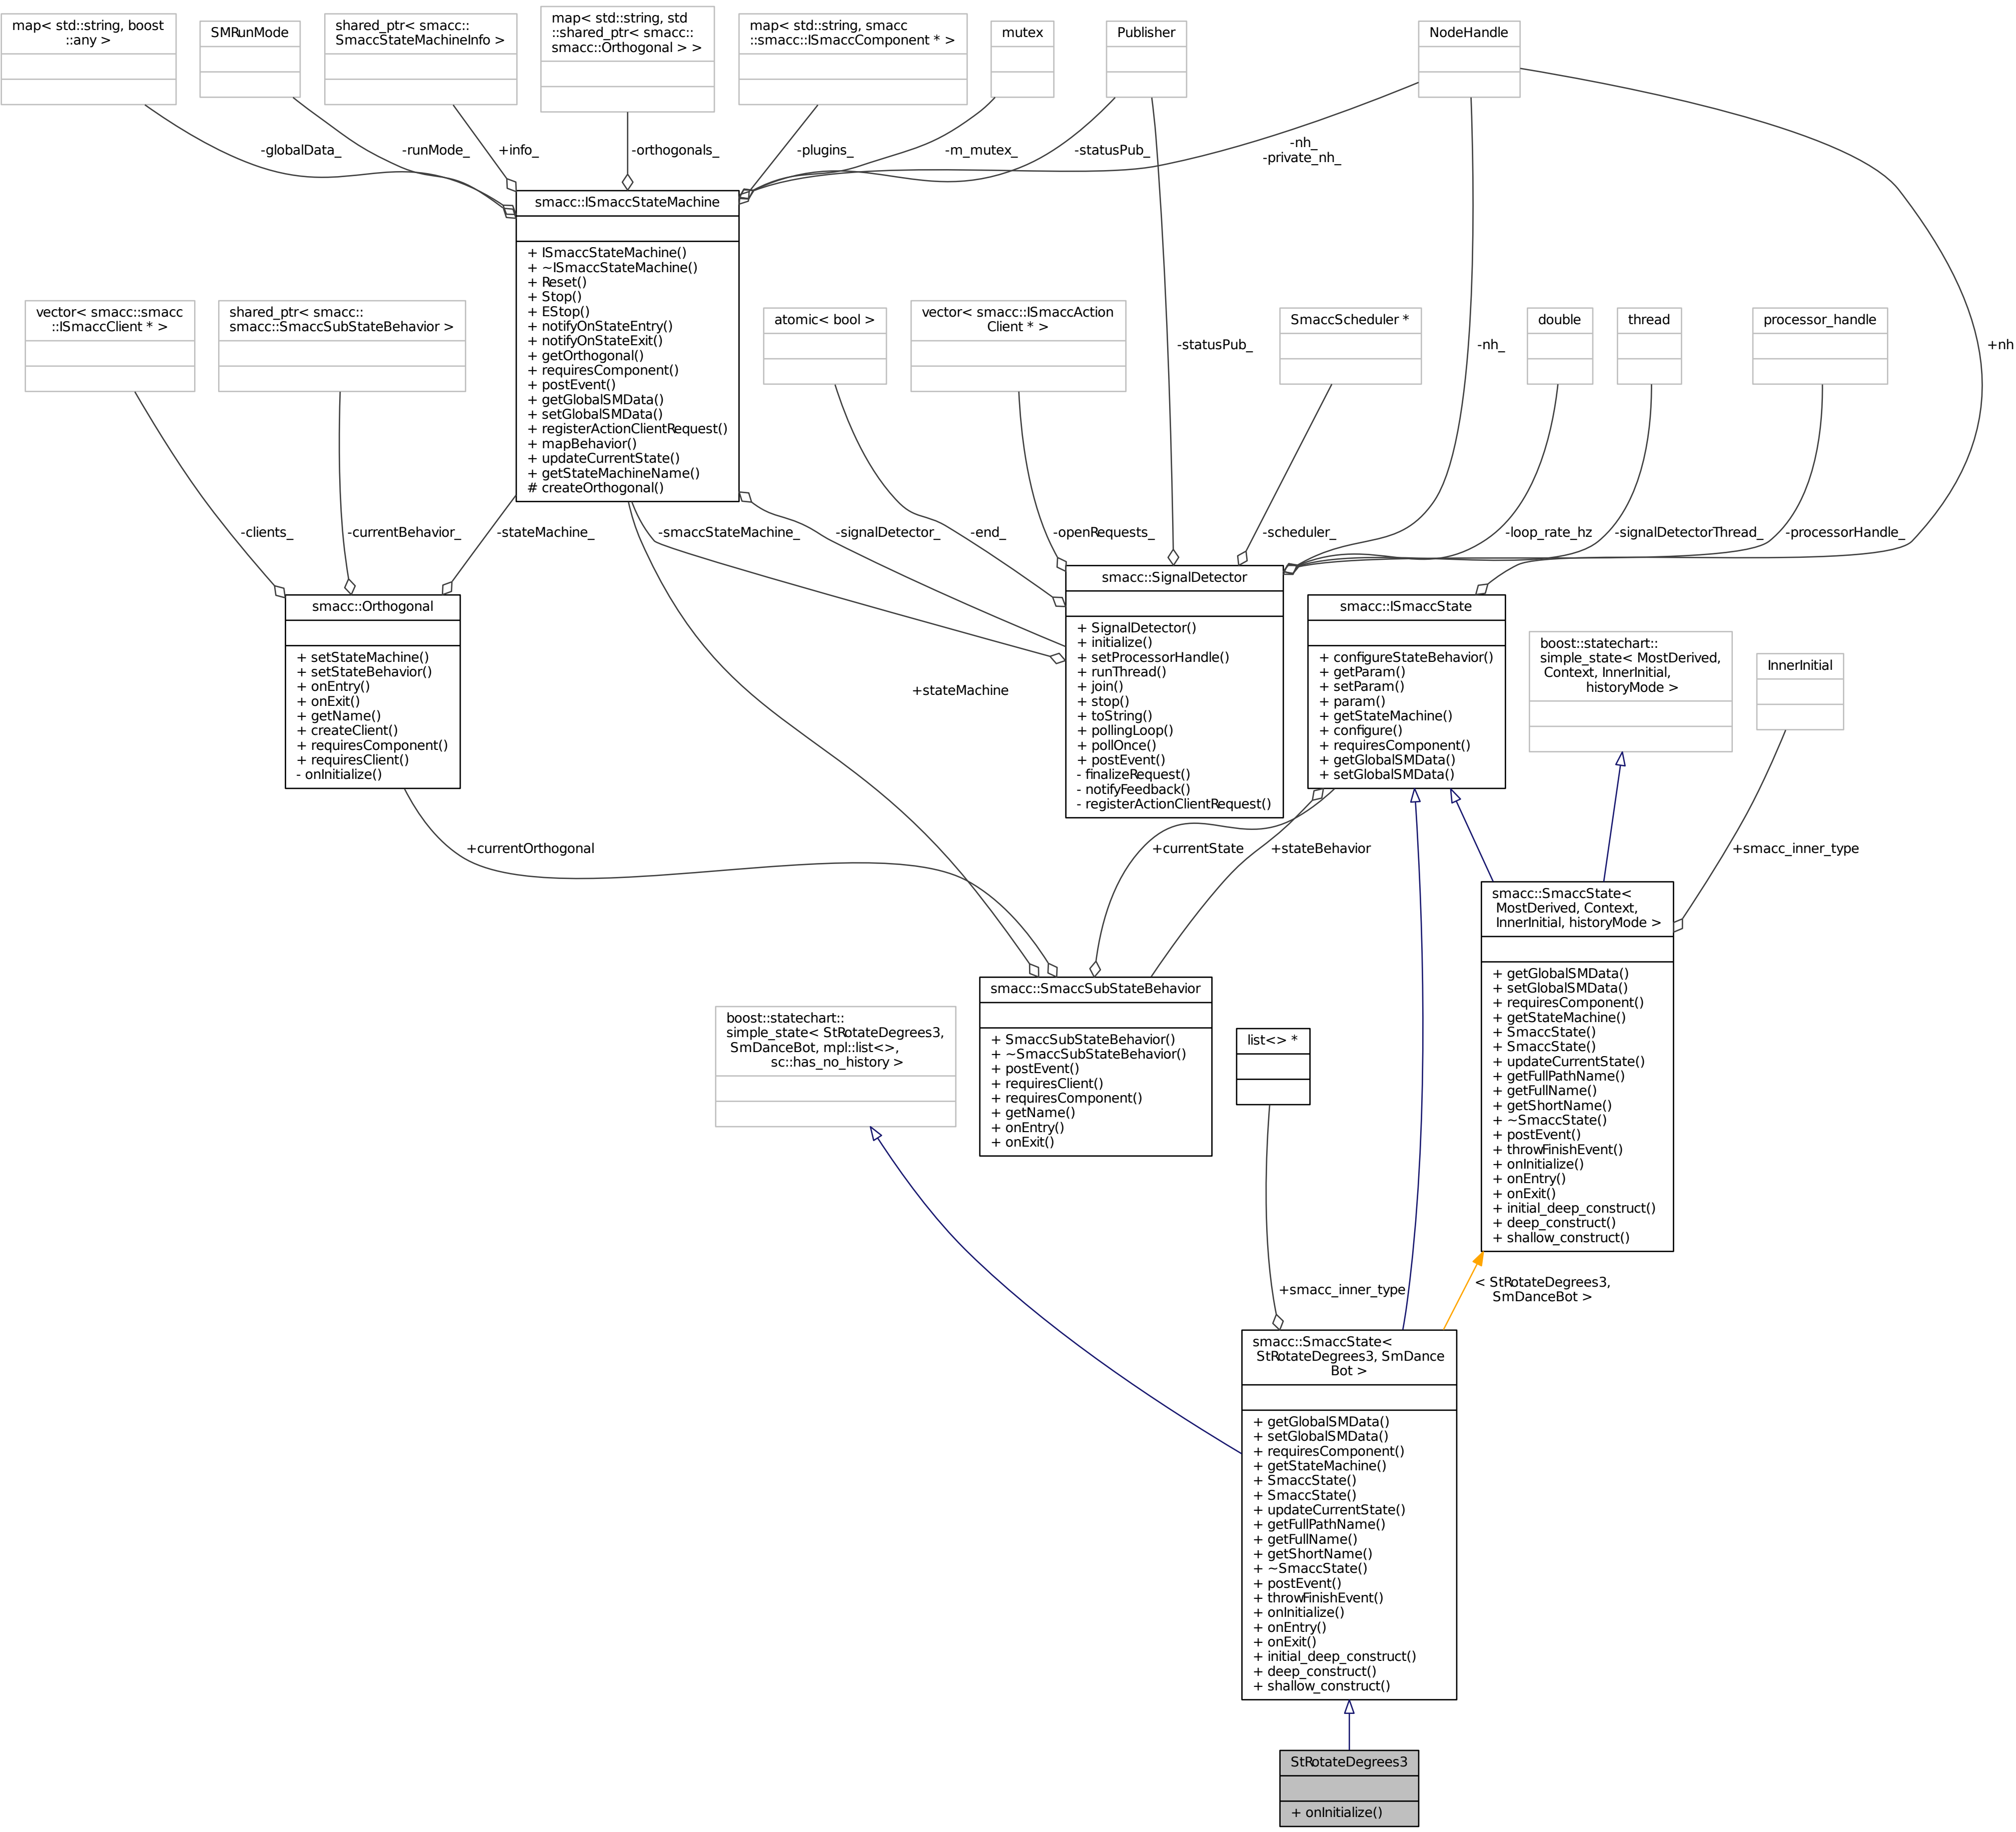 map< std::string, boost
::any >
SMRunMode
shared_ptr< smacc::
SmaccStateMachineInfo >
map< std::string, std
::shared_ptr< smacc::
smacc::Orthogonal > >
map< std::string, smacc
::smacc::ISmaccComponent * >
mutex
Publisher
NodeHandle
-globalData_
-runMode_
+info_
-orthogonals_
-plugins_
-m_mutex_
-statusPub_
-nh_
-private_nh_
smacc::ISmaccStateMachine
+ ISmaccStateMachine()
+ ~ISmaccStateMachine()
+ Reset()
+ Stop()
+ EStop()
+ notifyOnStateEntry()
+ notifyOnStateExit()
+ getOrthogonal()
+ requiresComponent()
+ postEvent()
+ getGlobalSMData()
+ setGlobalSMData()
+ registerActionClientRequest()
+ mapBehavior()
+ updateCurrentState()
+ getStateMachineName()
# createOrthogonal()
vector< smacc::smacc
::ISmaccClient * >
shared_ptr< smacc::
smacc::SmaccSubStateBehavior >
atomic< bool >
vector< smacc::ISmaccAction
Client * >
SmaccScheduler *
double
thread
processor_handle
-statusPub_
-nh_
+nh
-clients_
-currentBehavior_
-stateMachine_
-smaccStateMachine_
-signalDetector_
-end_
-openRequests_
-scheduler_
-loop_rate_hz
-signalDetectorThread_
-processorHandle_
smacc::Orthogonal
+ setStateMachine()
+ setStateBehavior()
+ onEntry()
+ onExit()
+ getName()
+ createClient()
+ requiresComponent()
+ requiresClient()
- onInitialize()
smacc::SignalDetector
+ SignalDetector()
+ initialize()
+ setProcessorHandle()
+ runThread()
+ join()
+ stop()
+ toString()
+ pollingLoop()
+ pollOnce()
+ postEvent()
- finalizeRequest()
- notifyFeedback()
- registerActionClientRequest()
smacc::ISmaccState
+ configureStateBehavior()
+ getParam()
+ setParam()
+ param()
+ getStateMachine()
+ configure()
+ requiresComponent()
+ getGlobalSMData()
+ setGlobalSMData()
boost::statechart::
simple_state< MostDerived,
Context, InnerInitial,
historyMode >
InnerInitial
+stateMachine
+currentOrthogonal
+currentState
+stateBehavior
+smacc_inner_type
smacc::SmaccState<
MostDerived, Context,
InnerInitial, historyMode >
+ getGlobalSMData()
+ setGlobalSMData()
+ requiresComponent()
+ getStateMachine()
+ SmaccState()
+ SmaccState()
+ updateCurrentState()
+ getFullPathName()
+ getFullName()
+ getShortName()
+ ~SmaccState()
+ postEvent()
+ throwFinishEvent()
+ onInitialize()
+ onEntry()
+ onExit()
+ initial_deep_construct()
+ deep_construct()
+ shallow_construct()
smacc::SmaccSubStateBehavior
+ SmaccSubStateBehavior()
+ ~SmaccSubStateBehavior()
+ postEvent()
+ requiresClient()
+ requiresComponent()
+ getName()
+ onEntry()
+ onExit()
boost::statechart::
simple_state< StRotateDegrees3,
SmDanceBot, mpl::list<>,
sc::has_no_history >
list<> *
+smacc_inner_type
< StRotateDegrees3,
SmDanceBot >
smacc::SmaccState<
StRotateDegrees3, SmDance
Bot >
+ getGlobalSMData()
+ setGlobalSMData()
+ requiresComponent()
+ getStateMachine()
+ SmaccState()
+ SmaccState()
+ updateCurrentState()
+ getFullPathName()
+ getFullName()
+ getShortName()
+ ~SmaccState()
+ postEvent()
+ throwFinishEvent()
+ onInitialize()
+ onEntry()
+ onExit()
+ initial_deep_construct()
+ deep_construct()
+ shallow_construct()
StRotateDegrees3
+ onInitialize()